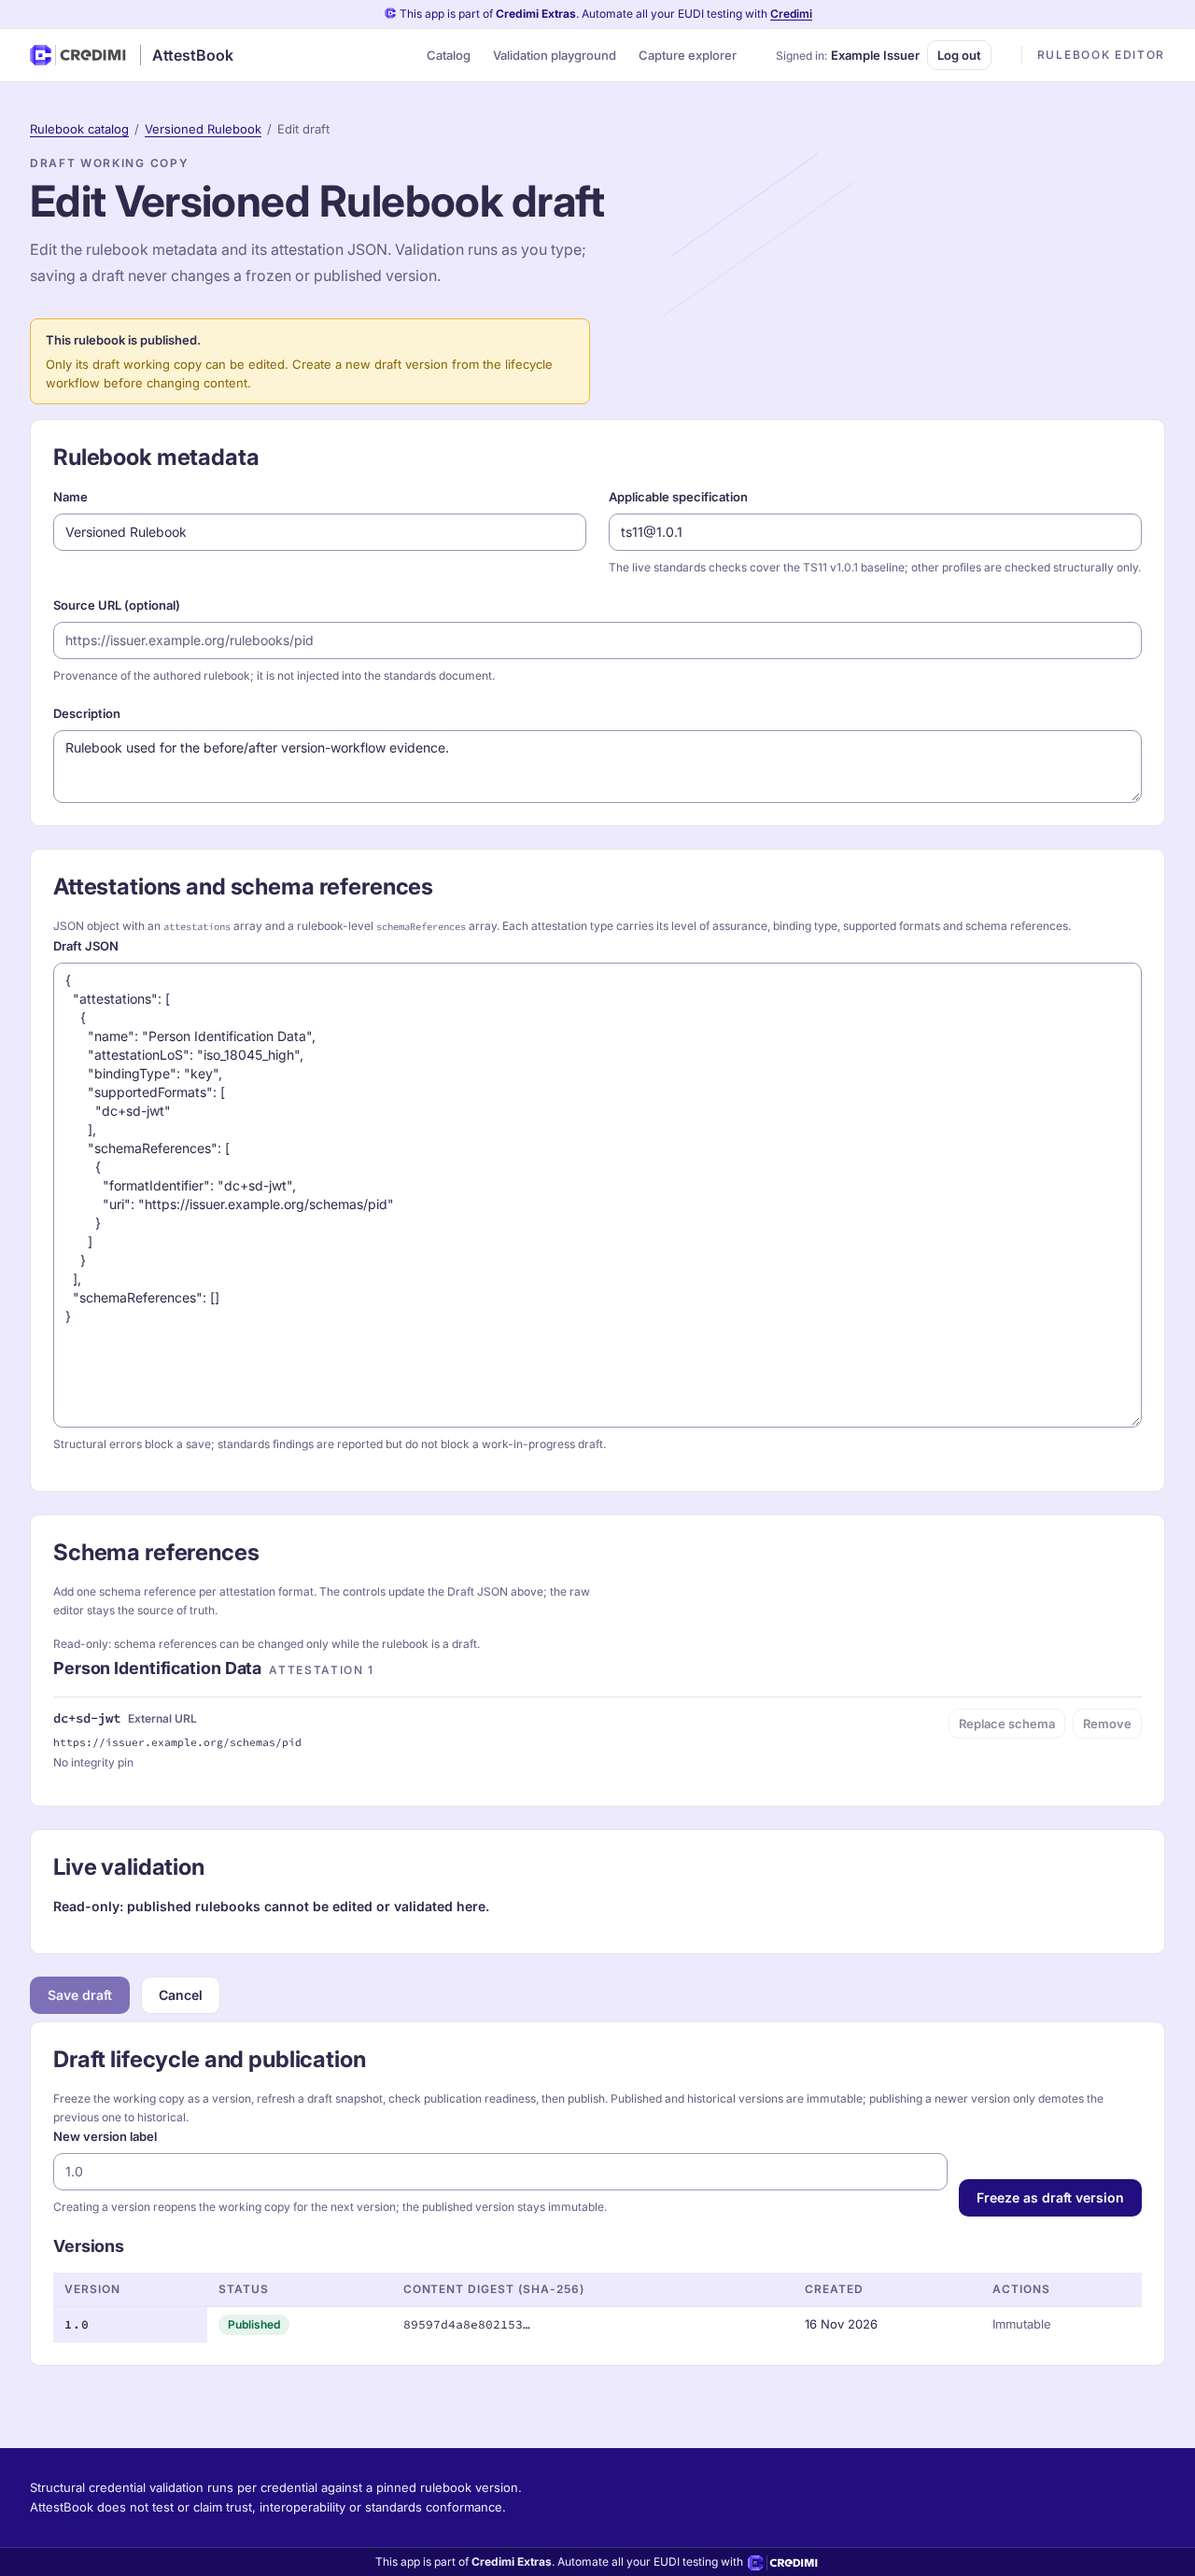 This app is part of Credimi Extras. Automate all your EUDI testing with Credimi
CREDIMI AttestBook Catalog Validation playground Capture explorer Signed in: Example Issuer Log out RULEBOOK EDITOR
Rulebook catalog / Versioned Rulebook / Edit draft
DRAFT WORKING COPY
Edit Versioned Rulebook draft
Edit the rulebook metadata and its attestation JSON. Validation runs as you type;
saving a draft never changes a frozen or published version.
This rulebook is published.
Only its draft working copy can be edited. Create a new draft version from the lifecycle
workflow before changing content.
Rulebook metadata
Name Applicable specification
Versioned Rulebook ts11@1.0.1
The live standards checks cover the TS11 v1.0.1 baseline; other profiles are checked structurally only.
Source URL (optional)
https://issuer.example.org/rulebooks/pid
Provenance of the authored rulebook; it is not injected into the standards document.
Description
Rulebook used for the before/after version-workflow evidence.
Attestations and schema references
JSON object with an attestations array and a rulebook-level schemaReferences array. Each attestation type carries its level of assurance, binding type, supported formats and schema references.
Draft JSON
{
"attestations": [
{
"name": "Person Identification Data",
"attestationLoS": "iso_18045_high",
"bindingType": "key",
"supportedFormats": [
"dc+sd-jwt"
],
"schemaReferences": [
{
"formatIdentifier": "dc+sd-jwt",
"uri": "https://issuer.example.org/schemas/pid"
}
]
}
],
"schemaReferences": []
}
Structural errors block a save; standards findings are reported but do not block a work-in-progress draft.
Schema references
Add one schema reference per attestation format. The controls update the Draft JSON above; the raw
editor stays the source of truth.
Read-only: schema references can be changed only while the rulebook is a draft.
Person Identification Data ATTESTATION 1
dc+sd-jwt External URL Replace schema Remove
https://issuer.example.org/schemas/pid
No integrity pin
Live validation
Read-only: published rulebooks cannot be edited or validated here.
Save draft Cancel
Draft lifecycle and publication
Freeze the working copy as a version, refresh a draft snapshot, check publication readiness, then publish. Published and historical versions are immutable; publishing a newer version only demotes the
previous one to historical.
New version label
1.0
Freeze as draft version
Creating a version reopens the working copy for the next version; the published version stays immutable.
Versions
VERSION STATUS CONTENT DIGEST (SHA-256) CREATED ACTIONS
1.0 Published 89597d4a8e802153… 16 Nov 2026 Immutable
Structural credential validation runs per credential against a pinned rulebook version.
AttestBook does not test or claim trust, interoperability or standards conformance.
This app is part of Credimi Extras. Automate all your EUDI testing with CREDIMI